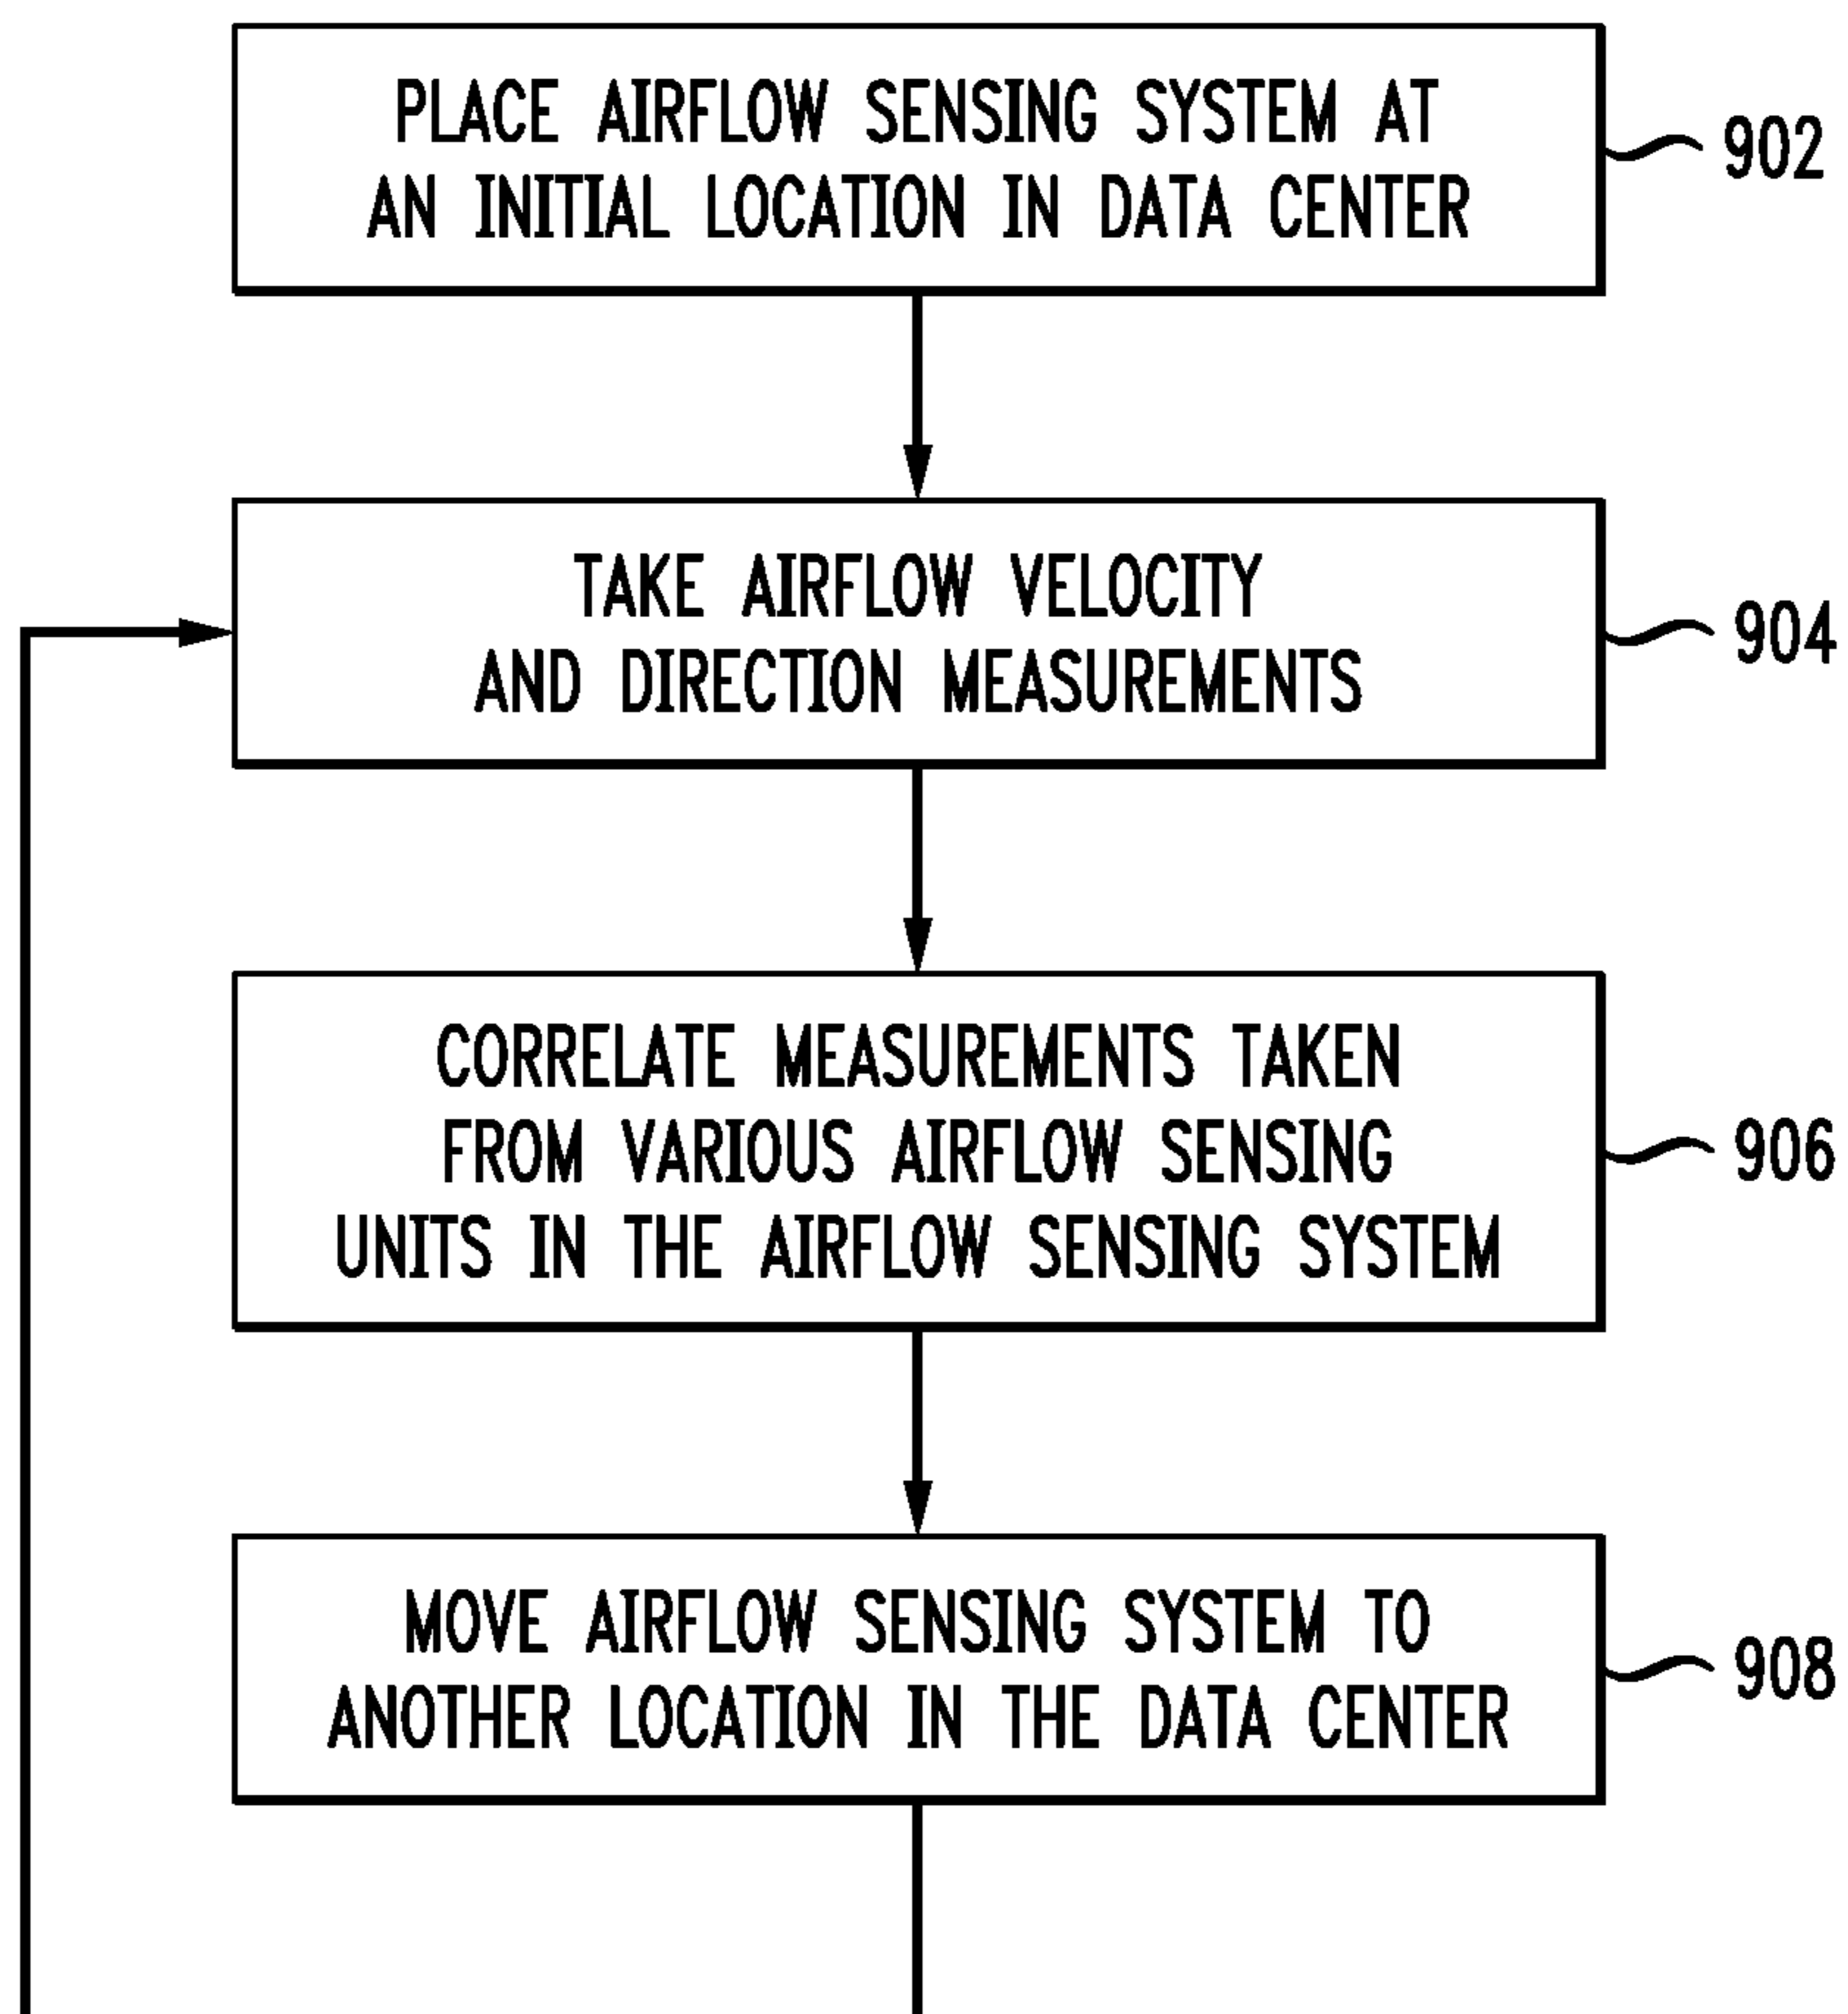 PLACE AIRFLOW SENSING SYSTEM AT
AN INITIAL LOCATION IN DATA CENTER
902
TAKE AIRFLOW VELOCITY
AND DIRECTION MEASUREMENTS
904
CORRELATE MEASUREMENTS TAKEN
FROM VARIOUS AIRFLOW SENSING
UNITS IN THE AIRFLOW SENSING SYSTEM
906
MOVE AIRFLOW SENSING SYSTEM TO
ANOTHER LOCATION IN THE DATA CENTER
908